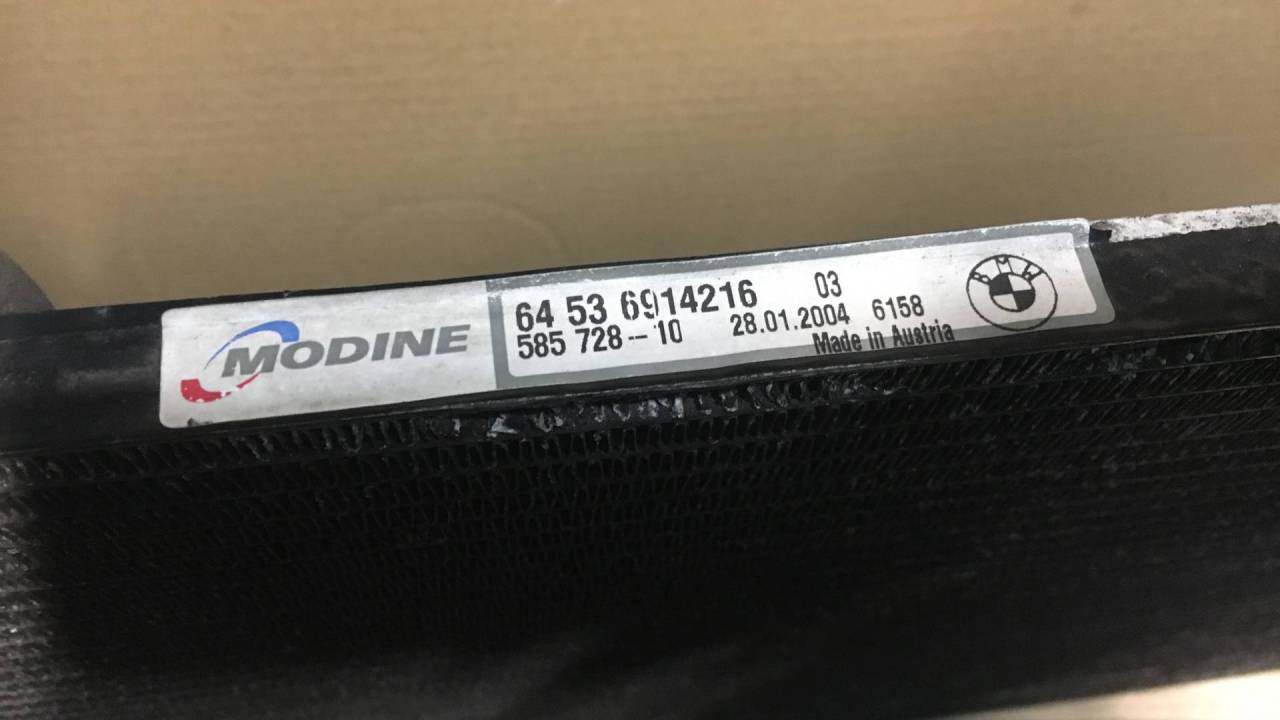 MODINE
64 53 6914216 03
585 728--10 28.01.2004 6158
Made in Austria
BMW